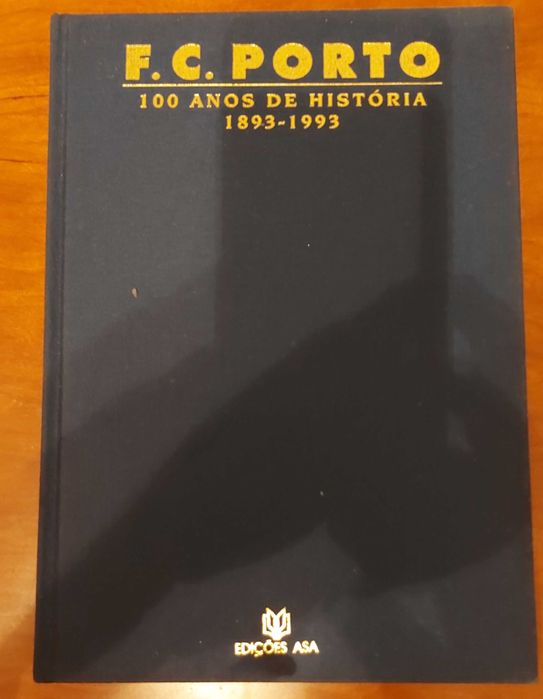 F. C. PORTO
100 ANOS DE HISTÓRIA
1893-1993
EDIÇÕES ASA